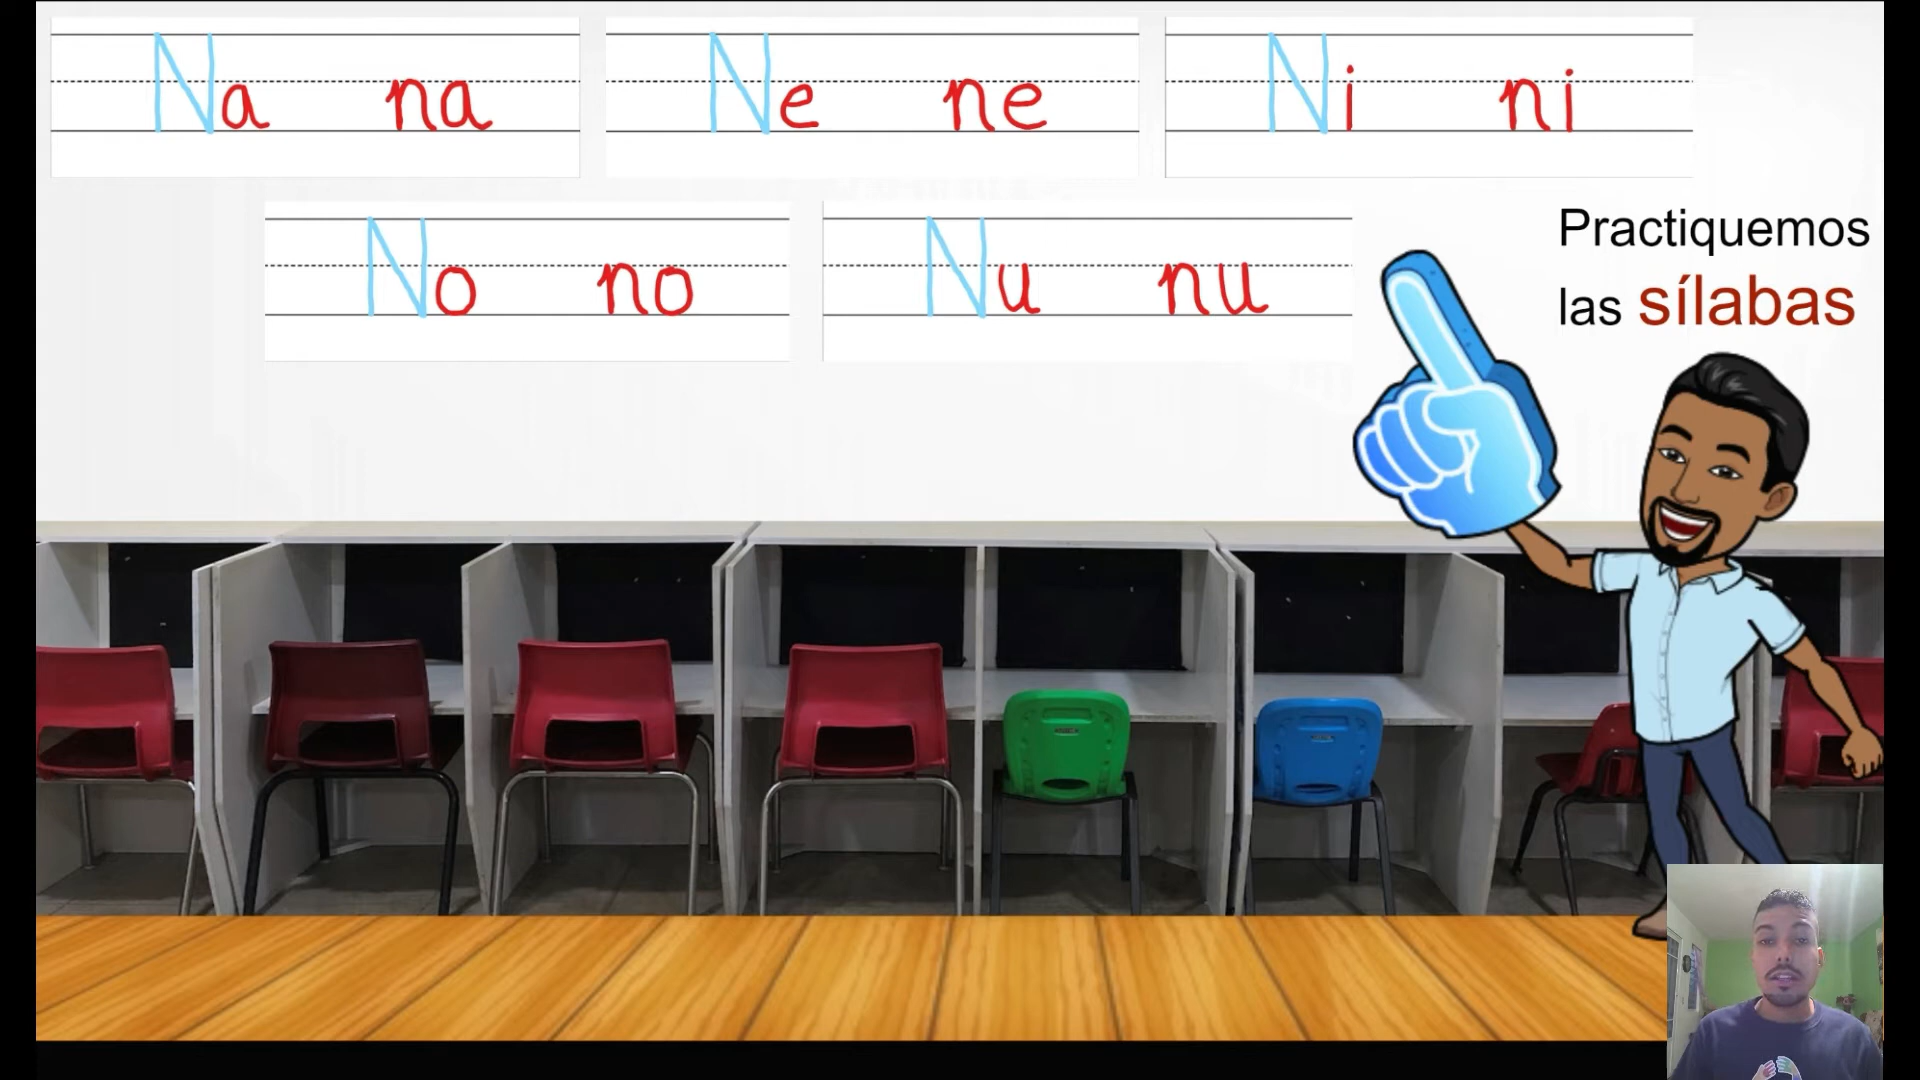 Na na
Ne ne
Ni ni
No no
Nu nu
Practiquemos
las sílabas